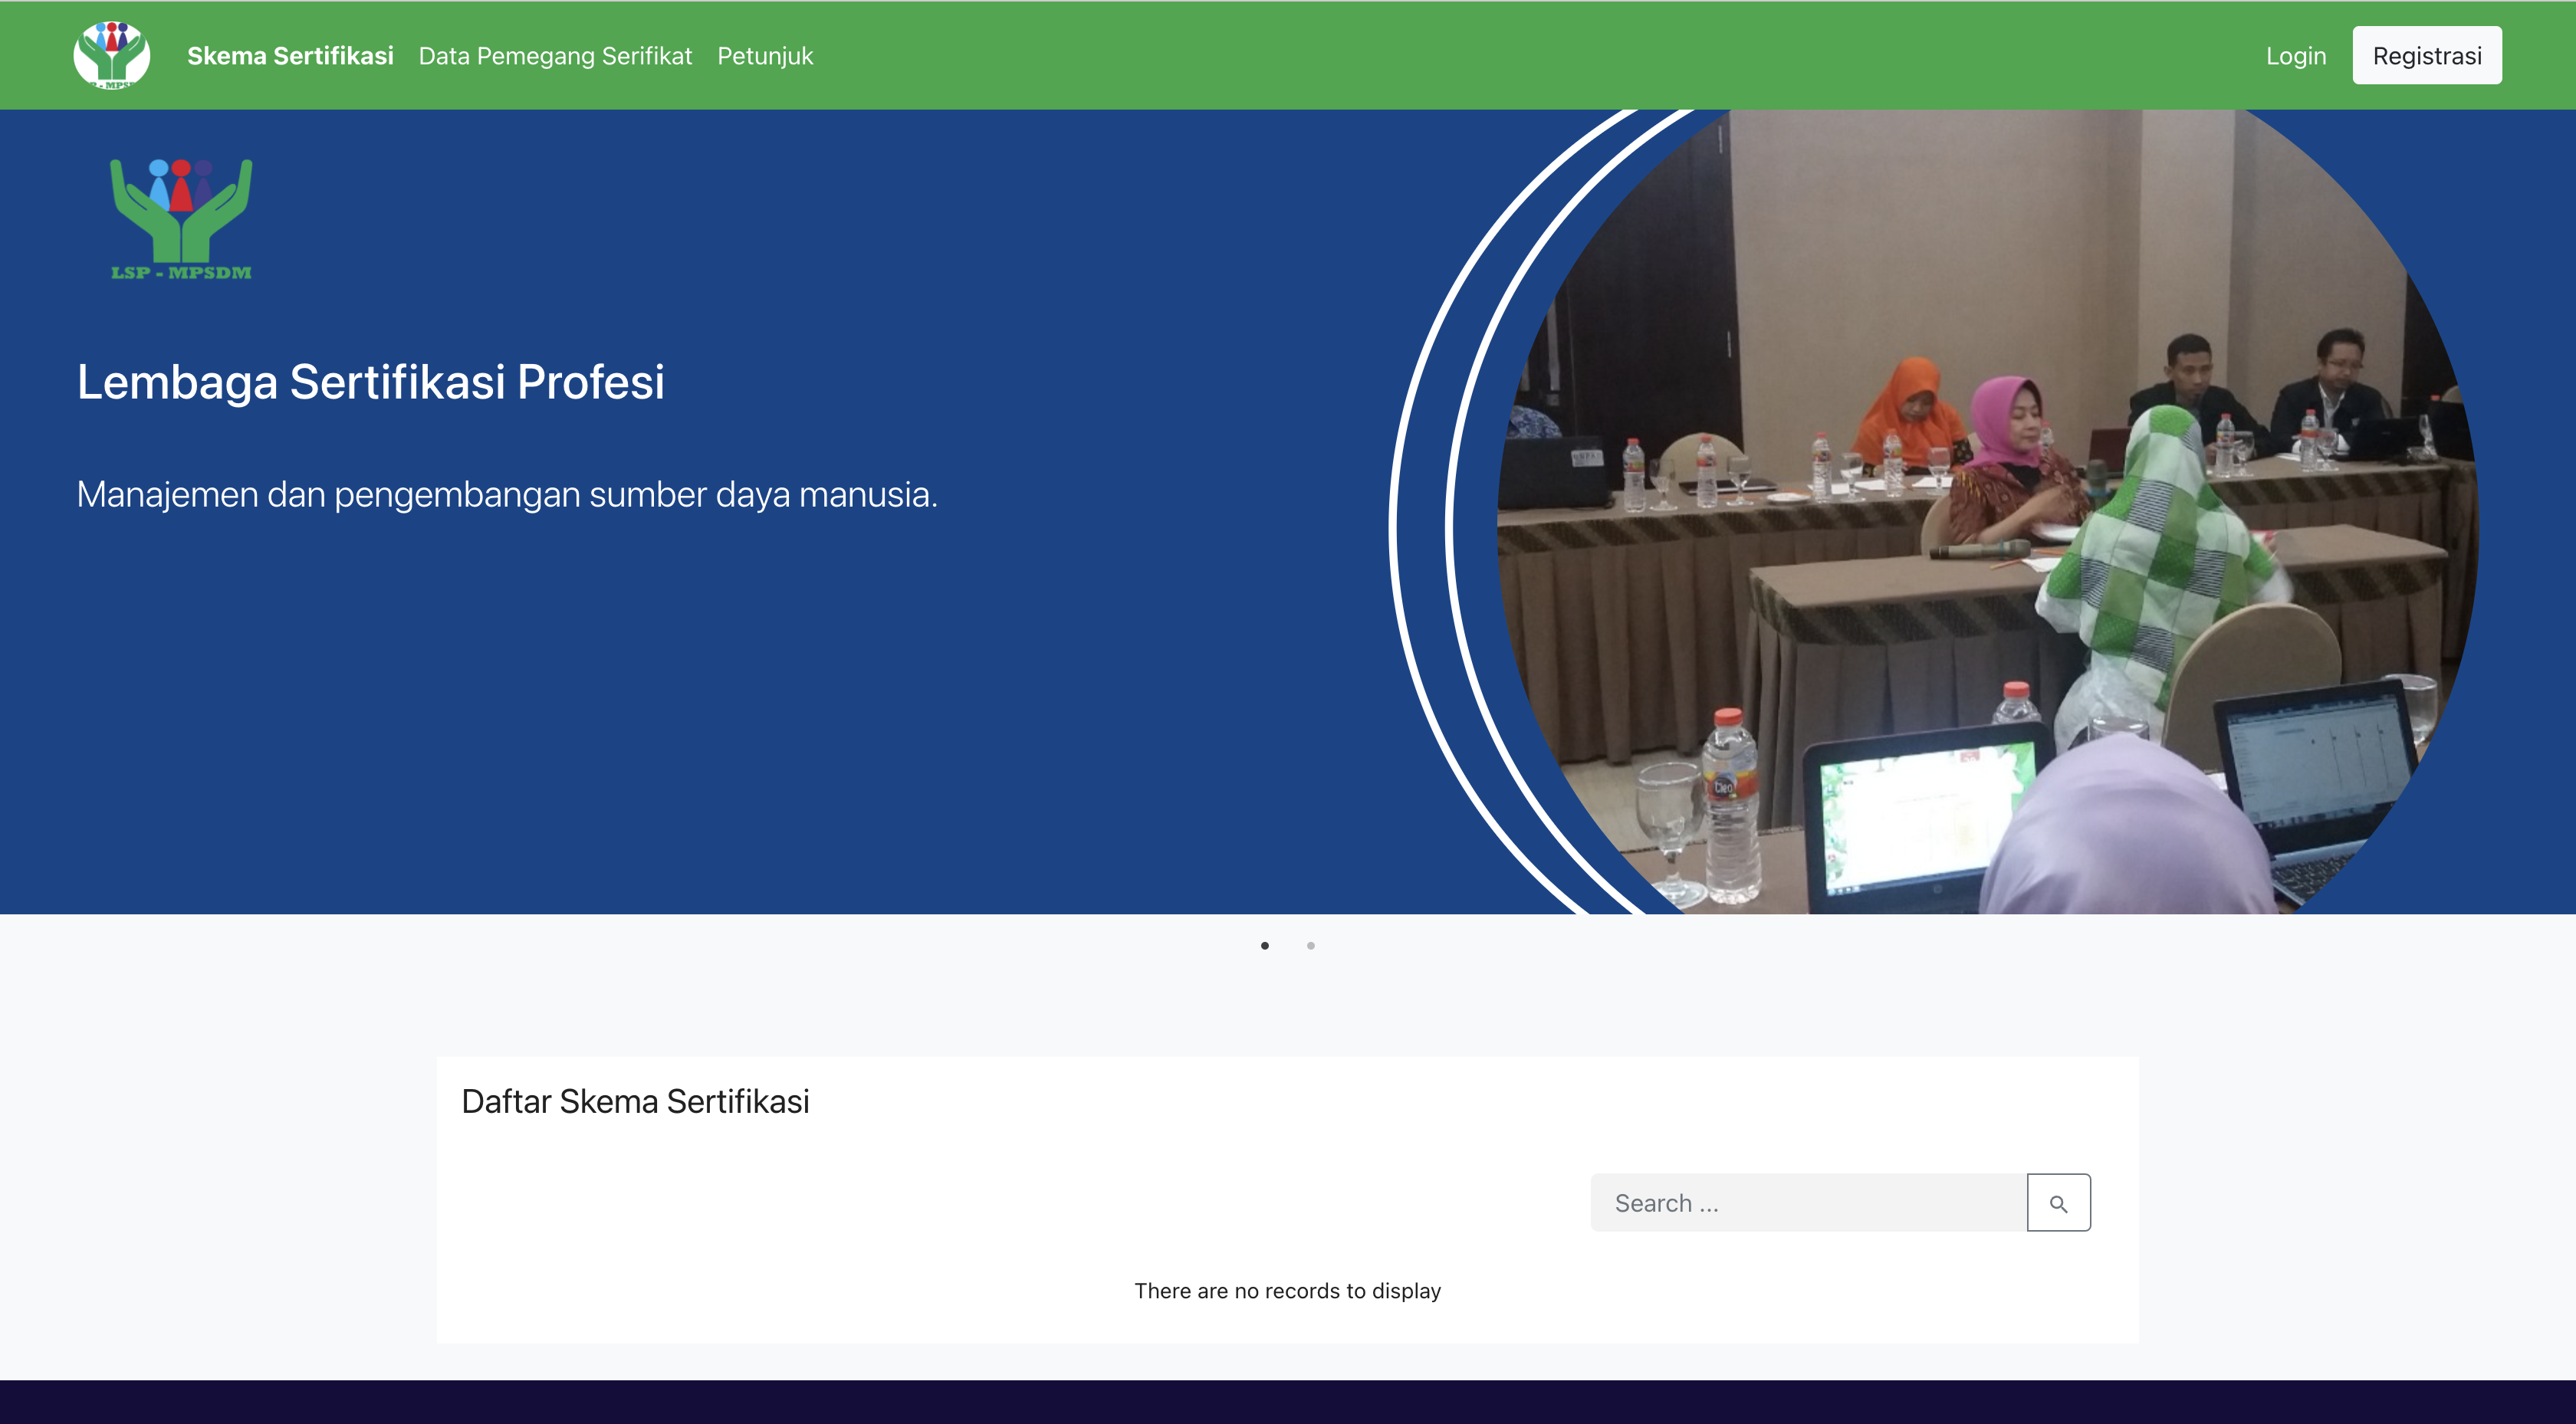 Skema Sertifikasi Data Pemegang Serifikat Petunjuk Login Registrasi
LSP - MPSDM
Lembaga Sertifikasi Profesi
Manajemen dan pengembangan sumber daya manusia.
Cleo
Daftar Skema Sertifikasi
Search ...
There are no records to display